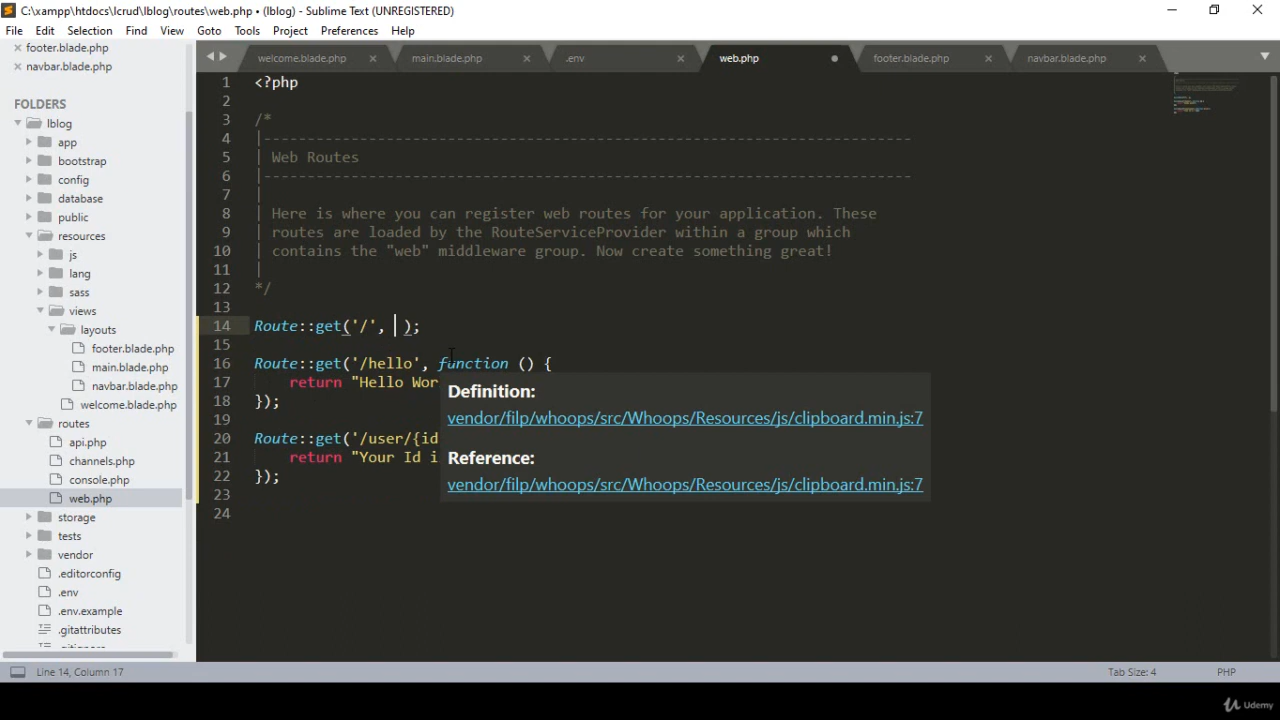 C:\xampp\htdocs\lcrud\lblog\routes\web.php • (lblog) - Sublime Text (UNREGISTERED)
File Edit Selection Find View Goto Tools Project Preferences Help
footer.blade.php
navbar.blade.php
FOLDERS
lblog
app
bootstrap
config
database
public
resources
js
lang
sass
views
layouts
footer.blade.php
main.blade.php
navbar.blade.php
welcome.blade.php
routes
api.php
channels.php
console.php
web.php
storage
tests
vendor
.editorconfig
.env
.env.example
.gitattributes
.gitignore
welcome.blade.php main.blade.php .env web.php footer.blade.php navbar.blade.php
1 <?php
2
3 /*
4 |--------------------------------------------------------------------------
5 | Web Routes
6 |--------------------------------------------------------------------------
7 |
8 | Here is where you can register web routes for your application. These
9 | routes are loaded by the RouteServiceProvider within a group which
10 | contains the "web" middleware group. Now create something great!
11 |
12 */
13
14 Route::get('/', );
15
16 Route::get('/hello', function () {
17 return "Hello Wor
18 });
19
20 Route::get('/user/{id
21 return "Your Id i
22 });
23
24
Definition:
vendor/filp/whoops/src/Whoops/Resources/js/clipboard.min.js:7
Reference:
vendor/filp/whoops/src/Whoops/Resources/js/clipboard.min.js:7
Line 14, Column 17 Tab Size: 4 PHP
Udemy